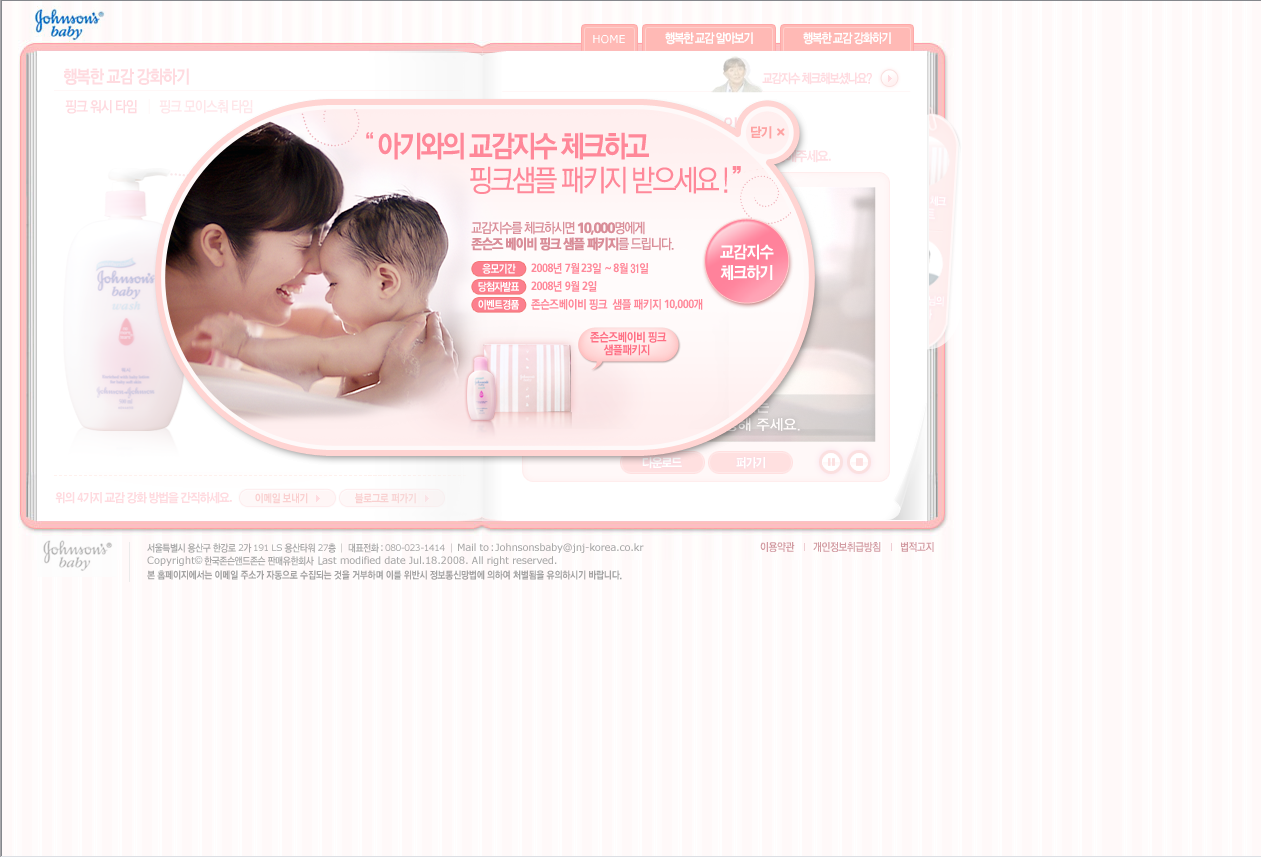 Johnson's®
baby
HOME
행복한 교감 알아보기
행복한 교감 강화하기
행복한 교감 강화하기
교감지수 체크해보셨나요?
핑크 워시 타임
핑크 모이스춰 타임
닫기 ×
“ 아기와의 교감지수 체크하고
핑크샘플 패키지 받으세요! ”
주세요.
교감지수를 체크하시면 10,000명에게
존슨즈 베이비 핑크 샘플 패키지를 드립니다.
응모기간 2008년 7월 23일 ~ 8월 31일
당첨자발표 2008년 9월 2일
이벤트경품 존슨즈베이비 핑크 샘플 패키지 10,000개
교감지수
체크하기
존슨즈베이비 핑크
샘플패키지
Johnson's
baby
Johnson's
주세요.
다운로드
퍼가기
위의 4가지 교감 강화 방법을 간직하세요.
이메일 보내기
블로그로 퍼가기
Johnson's®
baby
서울특별시 용산구 한강로 2가 191 LS 용산타워 27층 | 대표전화 : 080-023-1414 | Mail to : Johnsonsbaby@jnj-korea.co.kr
이용약관 | 개인정보취급방침 | 법적고지
Copyright© 한국존슨앤드존슨 판매유한회사 Last modified date Jul.18.2008. All right reserved.
본 홈페이지에서는 이메일 주소가 자동으로 수집되는 것을 거부하며 이를 위반시 정보통신망법에 의하여 처벌됨을 유의하시기 바랍니다.